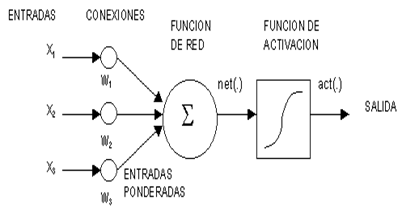 ENTRADAS
CONEXIONES
FUNCION
DE RED
FUNCION DE
ACTIVACION
X1
W1
X2
W2
X3
W3
ENTRADAS
PONDERADAS
Σ
net(.)
act(.)
SALIDA